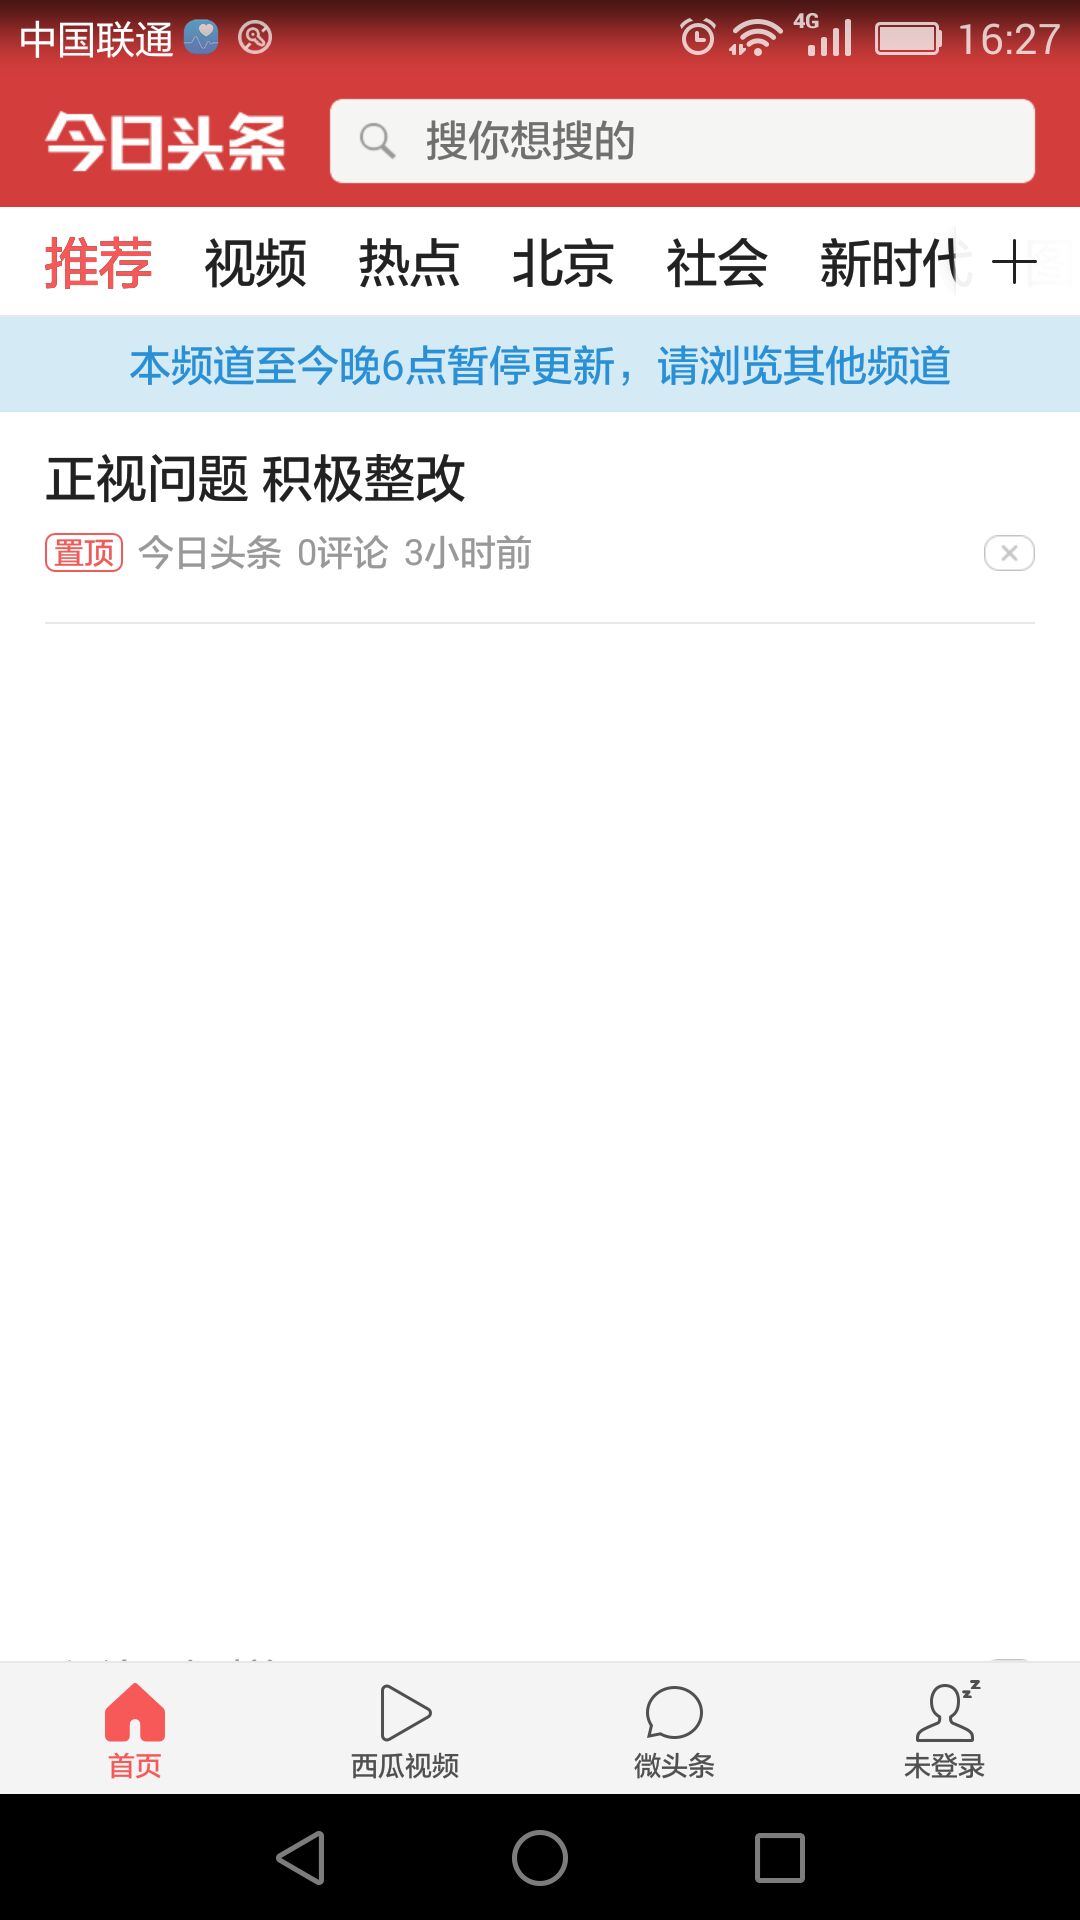 中国联通 4G 16:27
今日头条 搜你想搜的
推荐 视频 热点 北京 社会 新时代 图
本频道至今晚6点暂停更新，请浏览其他频道
正视问题 积极整改
置顶 今日头条 0评论 3小时前
首页 西瓜视频 微头条 未登录